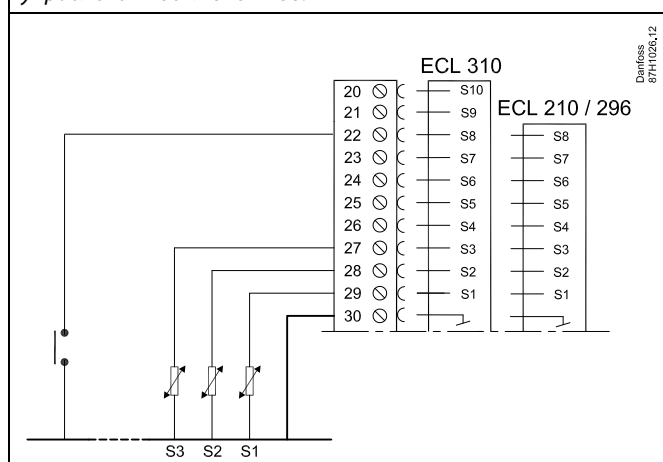 Danfoss
87H1026.12
ECL 310
ECL 210 / 296
20 S10
21 S9
22 S8 S8
23 S7 S7
24 S6 S6
25 S5 S5
26 S4 S4
27 S3 S3
28 S2 S2
29 S1 S1
30
S3 S2 S1